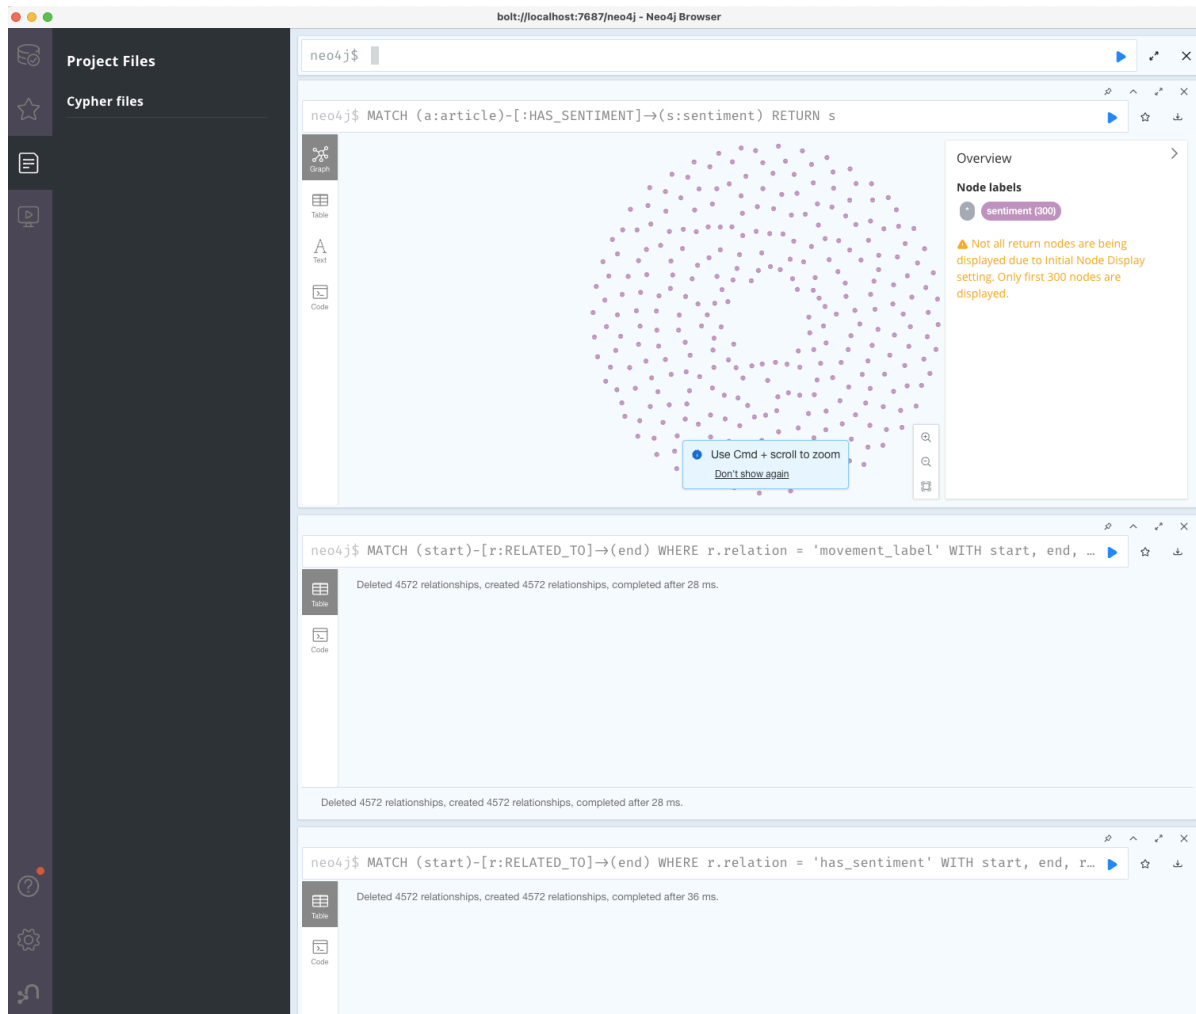 bolt://localhost:7687/neo4j - Neo4j Browser
Project Files
Cypher files
neo4j$
neo4j$ MATCH (a:article)-[:HAS_SENTIMENT]→(s:sentiment) RETURN s
Graph
Table
Text
Code
Overview
Node labels
* sentiment (300)
Not all return nodes are being
displayed due to Initial Node Display
setting. Only first 300 nodes are
displayed.
Use Cmd + scroll to zoom
Don't show again
neo4j$ MATCH (start)-[r:RELATED_TO]→(end) WHERE r.relation = 'movement_label' WITH start, end, …
Table
Code
Deleted 4572 relationships, created 4572 relationships, completed after 28 ms.
Deleted 4572 relationships, created 4572 relationships, completed after 28 ms.
neo4j$ MATCH (start)-[r:RELATED_TO]→(end) WHERE r.relation = 'has_sentiment' WITH start, end, r…
Table
Code
Deleted 4572 relationships, created 4572 relationships, completed after 36 ms.